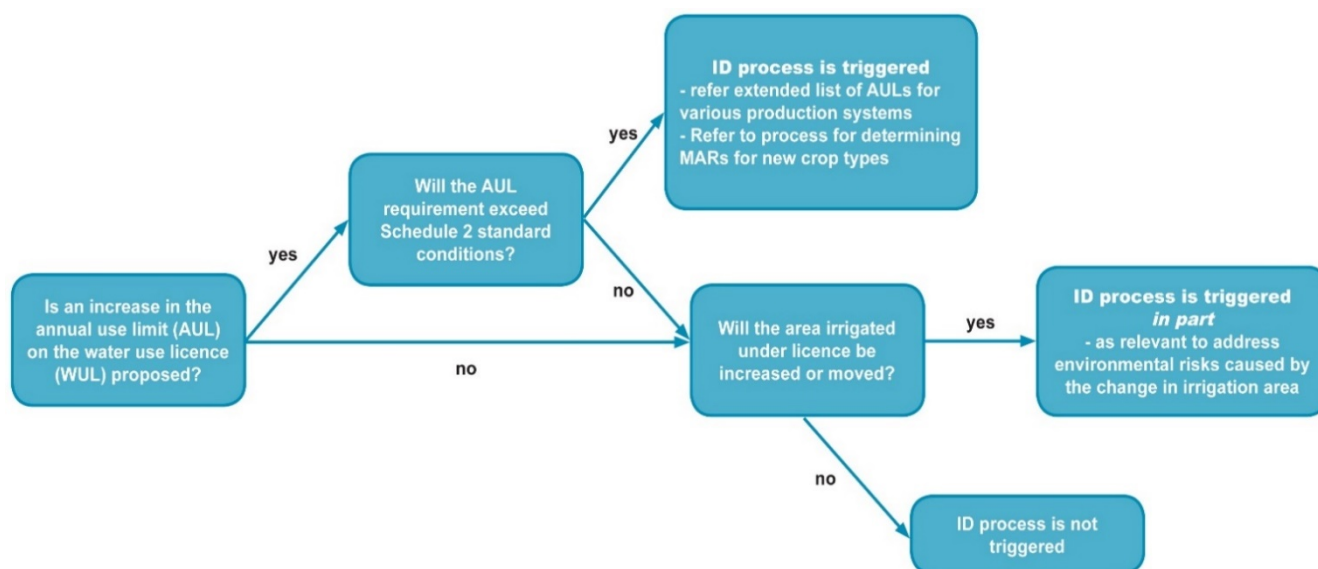 ID process is triggered
- refer extended list of AULs for
various production systems
- Refer to process for determining
MARs for new crop types
yes
Will the AUL
requirement exceed
Schedule 2 standard
conditions?
yes
no
Is an increase in the
annual use limit (AUL)
on the water use licence
(WUL) proposed?
no
Will the area irrigated
under licence be
increased or moved?
yes
ID process is triggered
in part
- as relevant to address
environmental risks caused by
the change in irrigation area
no
ID process is not
triggered